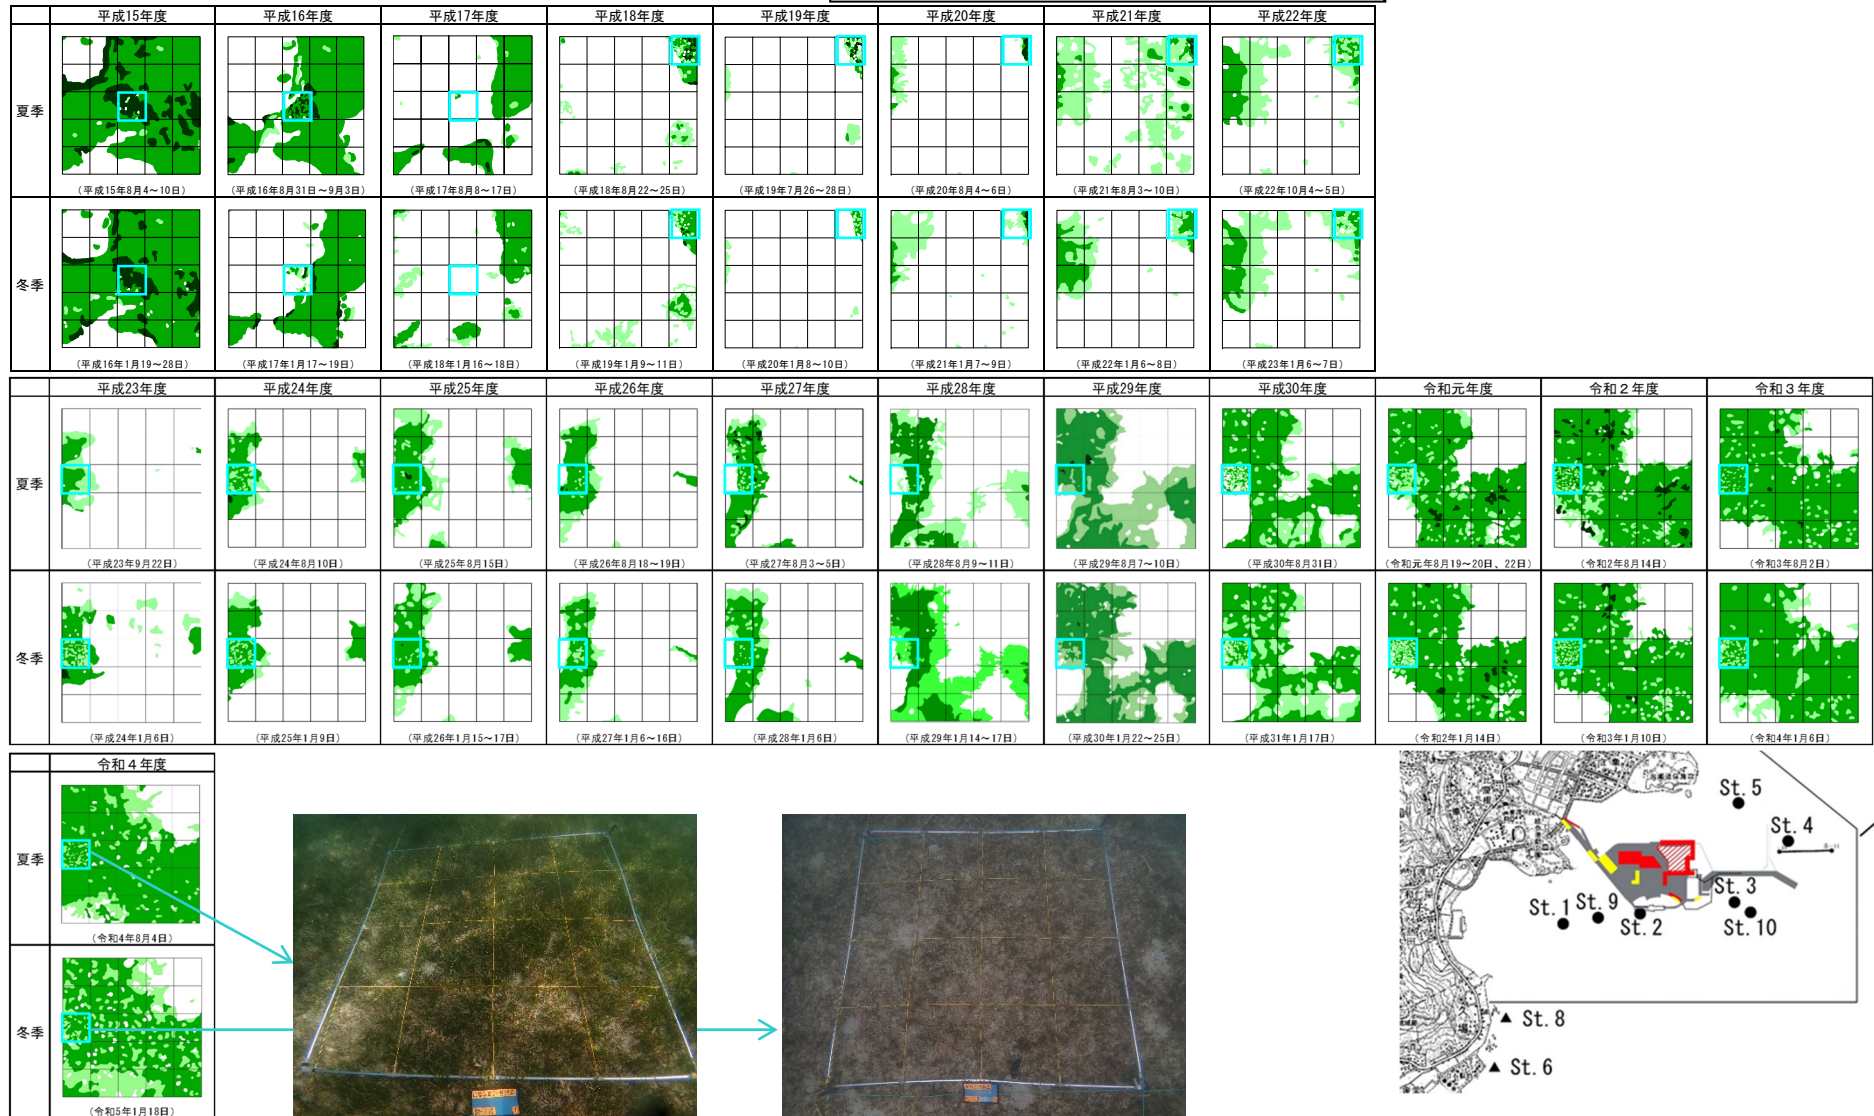 平成15年度 平成16年度 平成17年度 平成18年度 平成19年度 平成20年度 平成21年度 平成22年度
夏季
(平成15年8月4～10日) (平成16年8月31日～9月3日) (平成17年8月8～17日) (平成18年8月22～25日) (平成19年7月26～28日) (平成20年8月4～6日) (平成21年8月3～10日) (平成22年10月4～5日)
冬季
(平成16年1月19～28日) (平成17年1月17～19日) (平成18年1月16～18日) (平成19年1月9～11日) (平成20年1月8～10日) (平成21年1月7～9日) (平成22年1月6～8日) (平成23年1月6～7日)
平成23年度 平成24年度 平成25年度 平成26年度 平成27年度 平成28年度 平成29年度 平成30年度 令和元年度 令和２年度 令和３年度
夏季
(平成23年9月22日) (平成24年8月10日) (平成25年8月15日) (平成26年8月18～19日) (平成27年8月3～5日) (平成28年8月9～11日) (平成29年8月7～10日) (平成30年8月31日) (令和元年8月19～20日、22日) (令和2年8月14日) (令和3年8月2日)
冬季
(平成24年1月6日) (平成25年1月9日) (平成26年1月15～17日) (平成27年1月6～16日) (平成28年1月6日) (平成29年1月14～17日) (平成30年1月22～25日) (平成31年1月17日) (令和2年1月14日) (令和3年1月10日) (令和4年1月6日)
令和４年度
夏季
(令和4年8月4日)
冬季
(令和5年1月18日)
St. 5
St. 4
St. 3
St. 1
St. 9
St. 2
St. 10
St. 8
St. 6